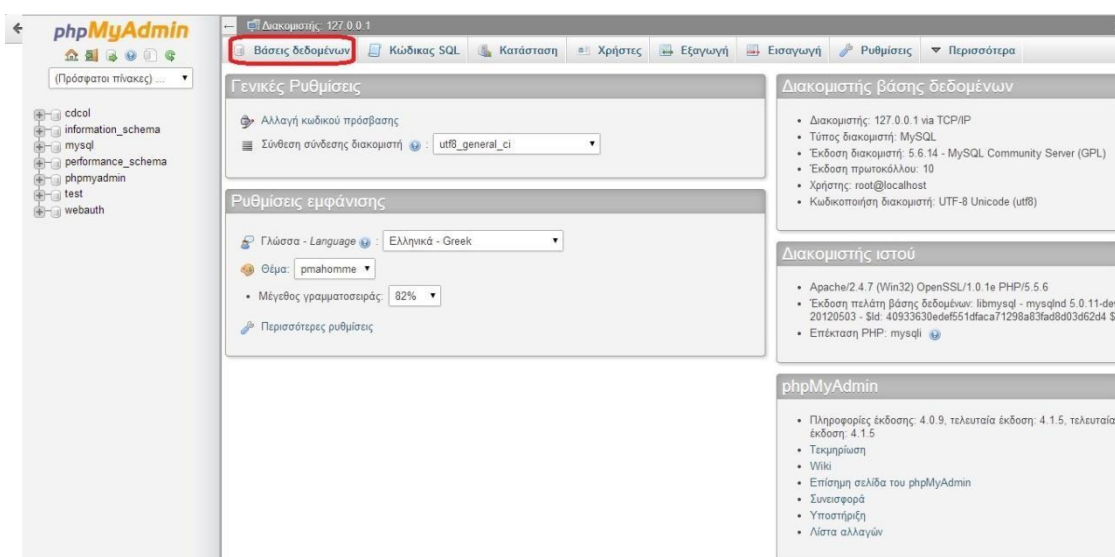 phpMyAdmin
(Πρόσφατοι πίνακες) ...
cdcol
information_schema
mysql
performance_schema
phpmyadmin
test
webauth
Διακομιστής: 127.0.0.1
Βάσεις δεδομένων
Κώδικας SQL
Κατάσταση
Χρήστες
Εξαγωγή
Εισαγωγή
Ρυθμίσεις
Περισσότερα
Γενικές Ρυθμίσεις
Αλλαγή κωδικού πρόσβασης
Σύνθεση σύνδεσης διακομιστή : utf8_general_ci
Ρυθμίσεις εμφάνισης
Γλώσσα - Language : Ελληνικά - Greek
Θέμα: pmahomme
• Μέγεθος γραμματοσειράς: 82%
Περισσότερες ρυθμίσεις
Διακομιστής βάσης δεδομένων
• Διακομιστής: 127.0.0.1 via TCP/IP
• Τύπος διακομιστή: MySQL
• Έκδοση διακομιστή: 5.6.14 - MySQL Community Server (GPL)
• Έκδοση πρωτοκόλλου: 10
• Χρήστης: root@localhost
• Κωδικοποίηση διακομιστή: UTF-8 Unicode (utf8)
Διακομιστής ιστού
• Apache/2.4.7 (Win32) OpenSSL/1.0.1e PHP/5.5.6
• Έκδοση πελάτη βάσης δεδομένων: libmysql - mysqlnd 5.0.11-de
20120503 - $Id: 40933630edef551dfaca71298a83fad8d03d62d4 $
• Επέκταση PHP: mysqli
phpMyAdmin
• Πληροφορίες έκδοσης: 4.0.9, τελευταία έκδοση: 4.1.5, τελευταία
έκδοση: 4.1.5
• Τεκμηρίωση
• Wiki
• Επίσημη σελίδα του phpMyAdmin
• Συνεισφορά
• Υποστήριξη
• Λίστα αλλαγών